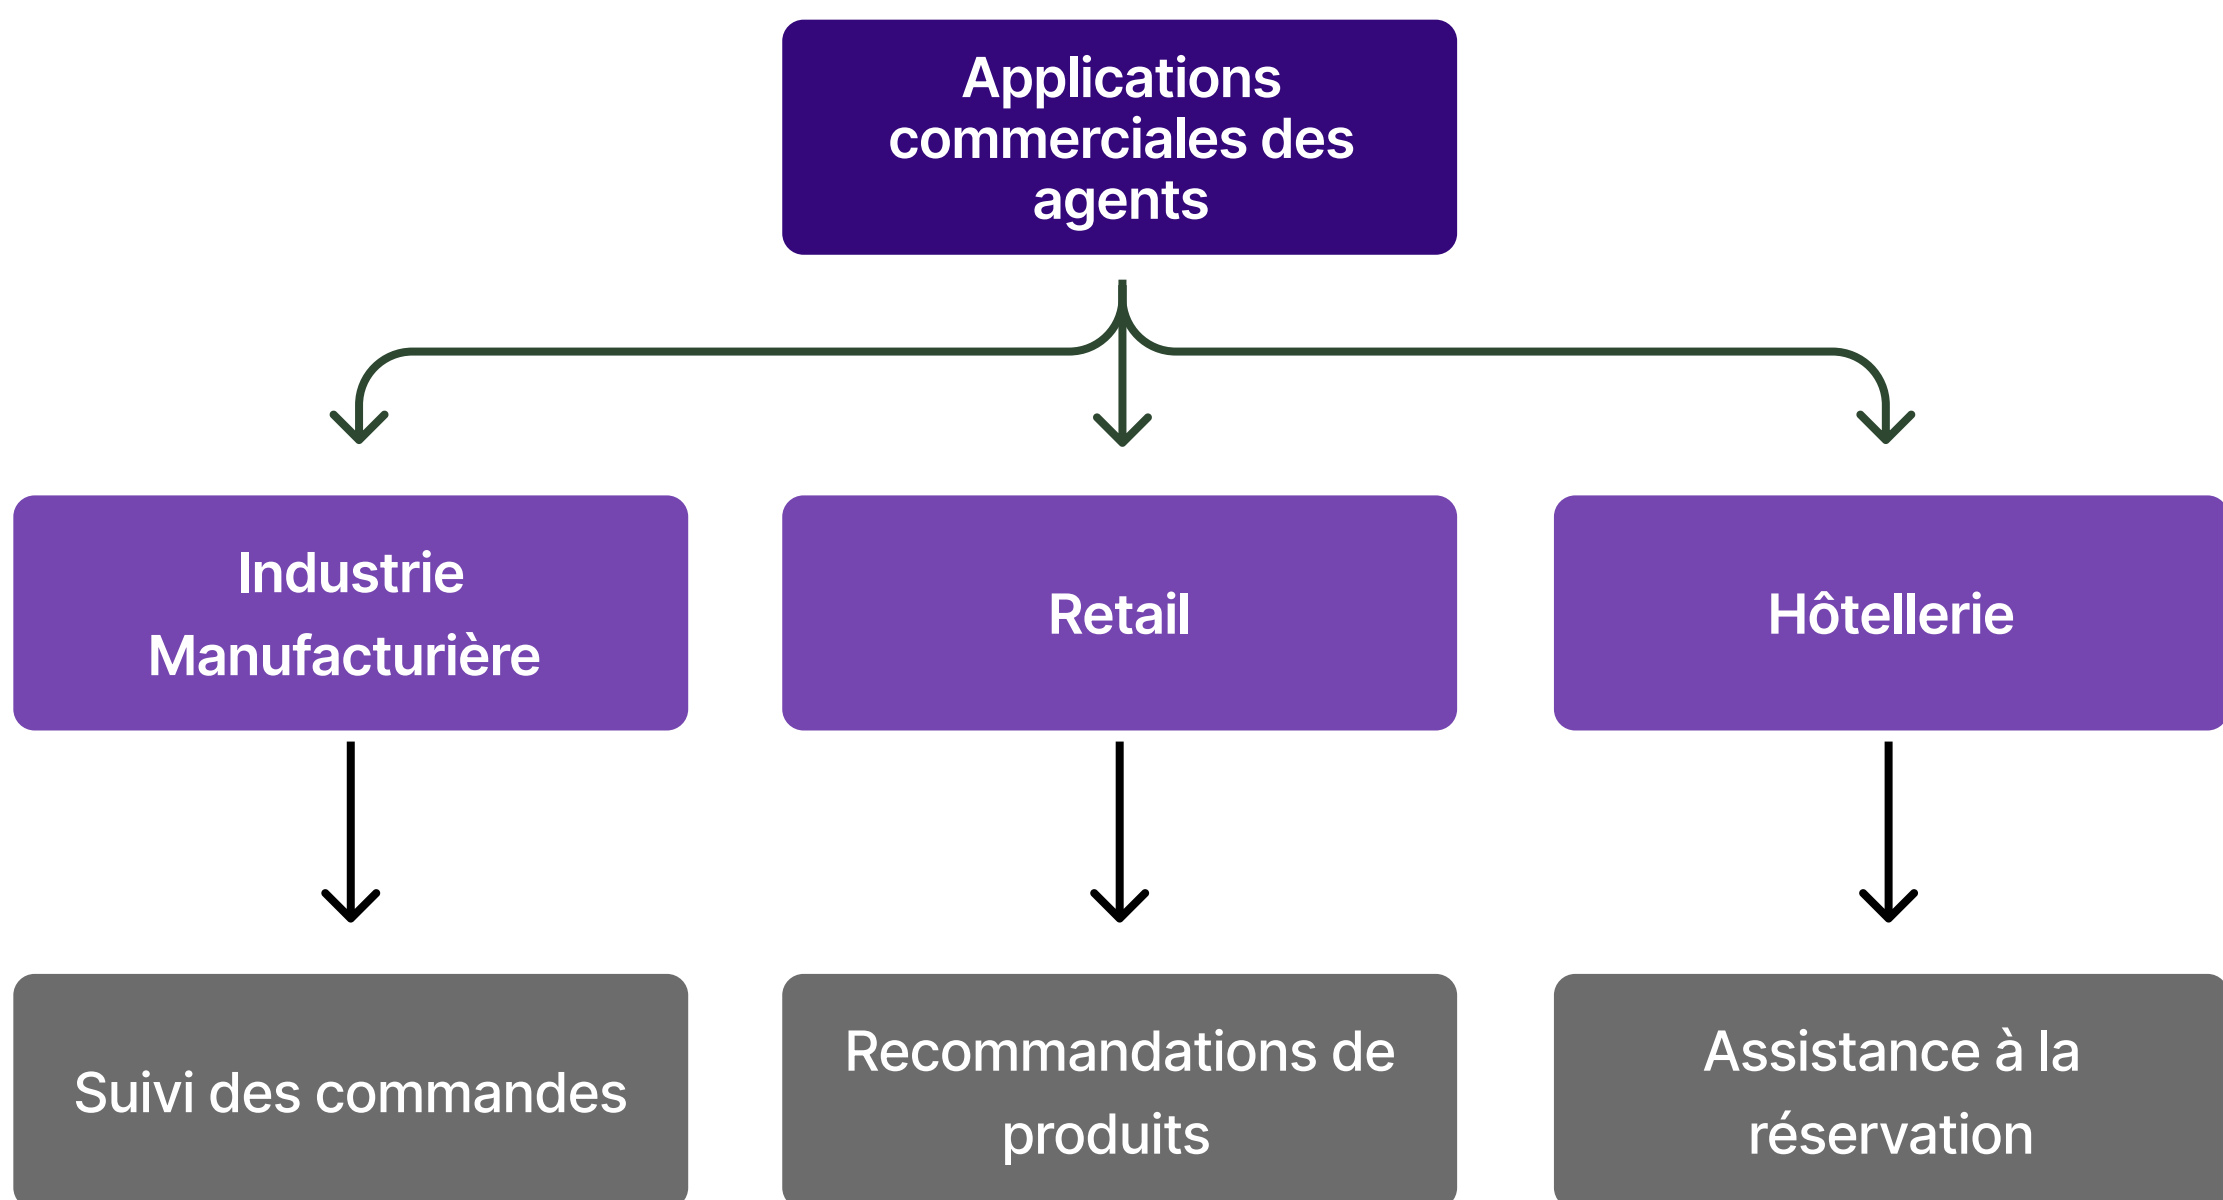 Applications
commerciales des
agents
Industrie
Manufacturière
Retail
Hôtellerie
Suivi des commandes
Recommandations de
produits
Assistance à la
réservation